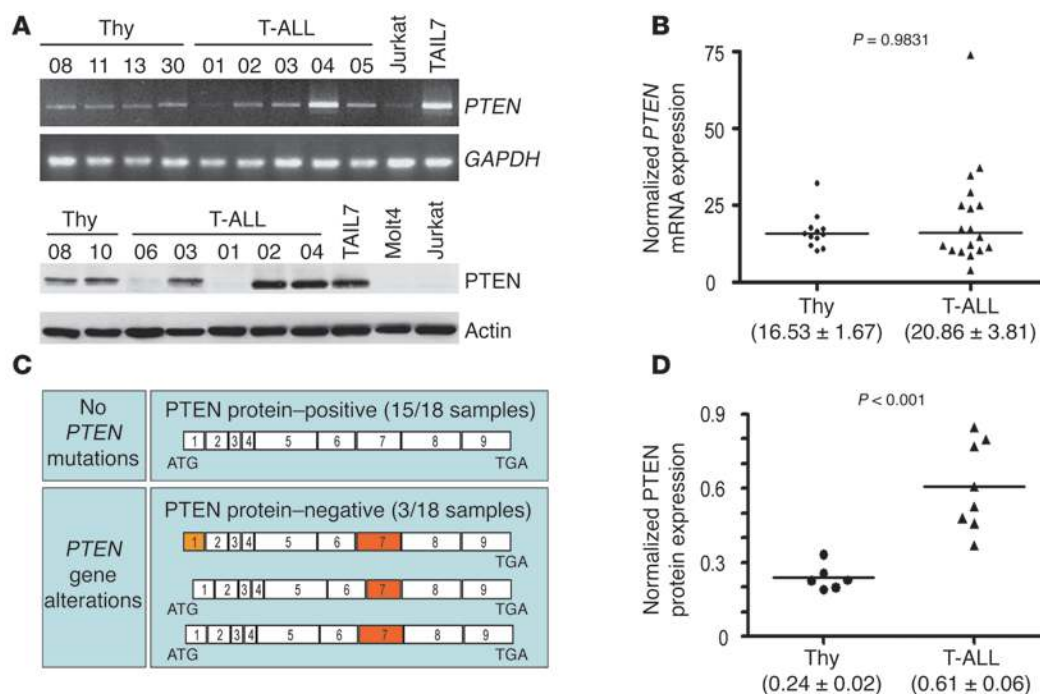 A
Thy T-ALL Jurkat TAIL7
08 11 13 30 01 02 03 04 05
PTEN
GAPDH
Thy T-ALL TAIL7 Molt4 Jurkat
08 10 06 03 01 02 04
PTEN
Actin
B
P = 0.9831
Normalized PTEN
mRNA expression
75
50
25
0
Thy T-ALL
(16.53 ± 1.67) (20.86 ± 3.81)
C
No
PTEN
mutations
PTEN protein–positive (15/18 samples)
1 2 3 4 5 6 7 8 9
ATG TGA
PTEN
gene
alterations
PTEN protein–negative (3/18 samples)
1 2 3 4 5 6 7 8 9
TGA
1 2 3 4 5 6 7 8 9
ATG TGA
1 2 3 4 5 6 7 8 9
ATG TGA
D
P < 0.001
Normalized PTEN
protein expression
0.9
0.6
0.3
0
Thy T-ALL
(0.24 ± 0.02) (0.61 ± 0.06)